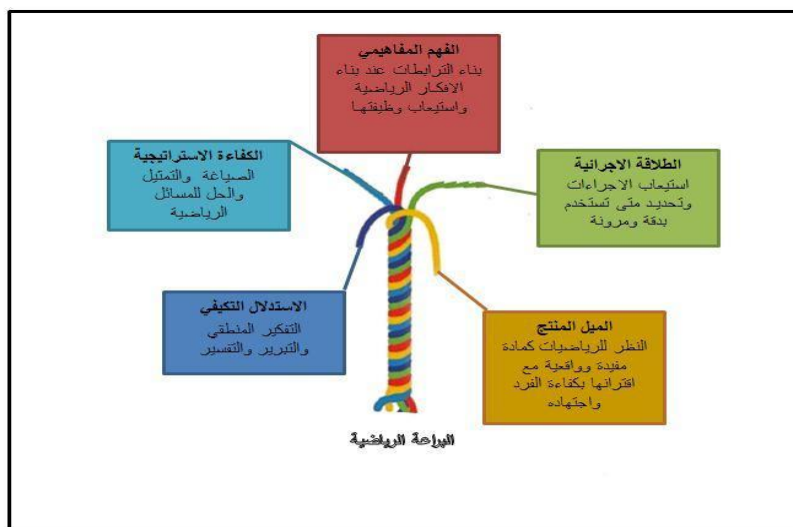 الفهم المفاهيمي
بناء الترابطات عند بناء
الافكار الرياضية
واستيعاب وظيفتها
الطلاقة الاجرائية
استيعاب الاجراءات
وتحديد متى تستخدم
بدقة ومرونة
الكفاءة الاستراتيجية
الصياغة والتمثيل
والحل للمسائل
الرياضية
الميل المنتج
النظر للرياضيات كمادة
مفيدة وواقعية مع
اقترانها بكفاءة الفرد
واجتهاده
الاستدلال التكيفي
التفكير المنطقي
والتبرير والتفسير
البراعة الرياضية